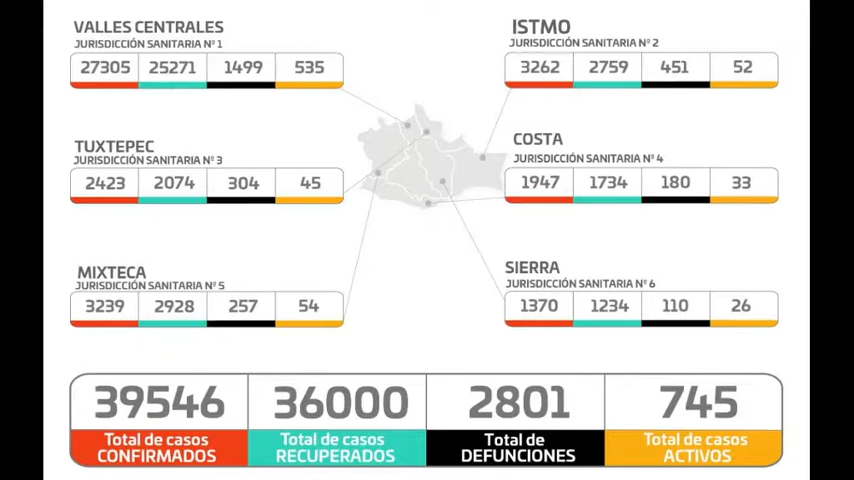 VALLES CENTRALES
JURISDICCIÓN SANITARIA Nº 1
27305 25271 1499 535
ISTMO
JURISDICCIÓN SANITARIA Nº 2
3262 2759 451 52
TUXTEPEC
JURISDICCIÓN SANITARIA Nº 3
2423 2074 304 45
COSTA
JURISDICCIÓN SANITARIA Nº 4
1947 1734 180 33
MIXTECA
JURISDICCIÓN SANITARIA Nº 5
3239 2928 257 54
SIERRA
JURISDICCIÓN SANITARIA Nº 6
1370 1234 110 26
39546 36000 2801 745
Total de casos Total de casos Total de Total de casos
CONFIRMADOS RECUPERADOS DEFUNCIONES ACTIVOS